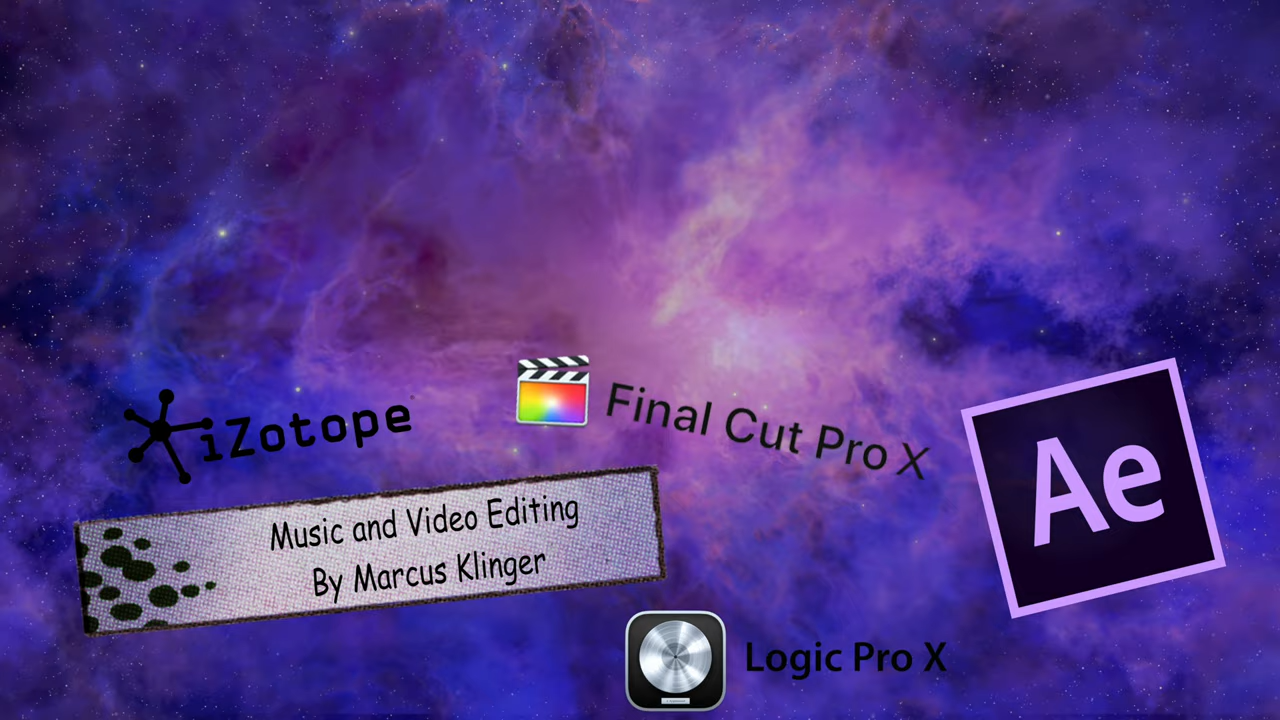 iZotope
Final Cut Pro X
Ae
Music and Video Editing
By Marcus Klinger
Logic Pro X